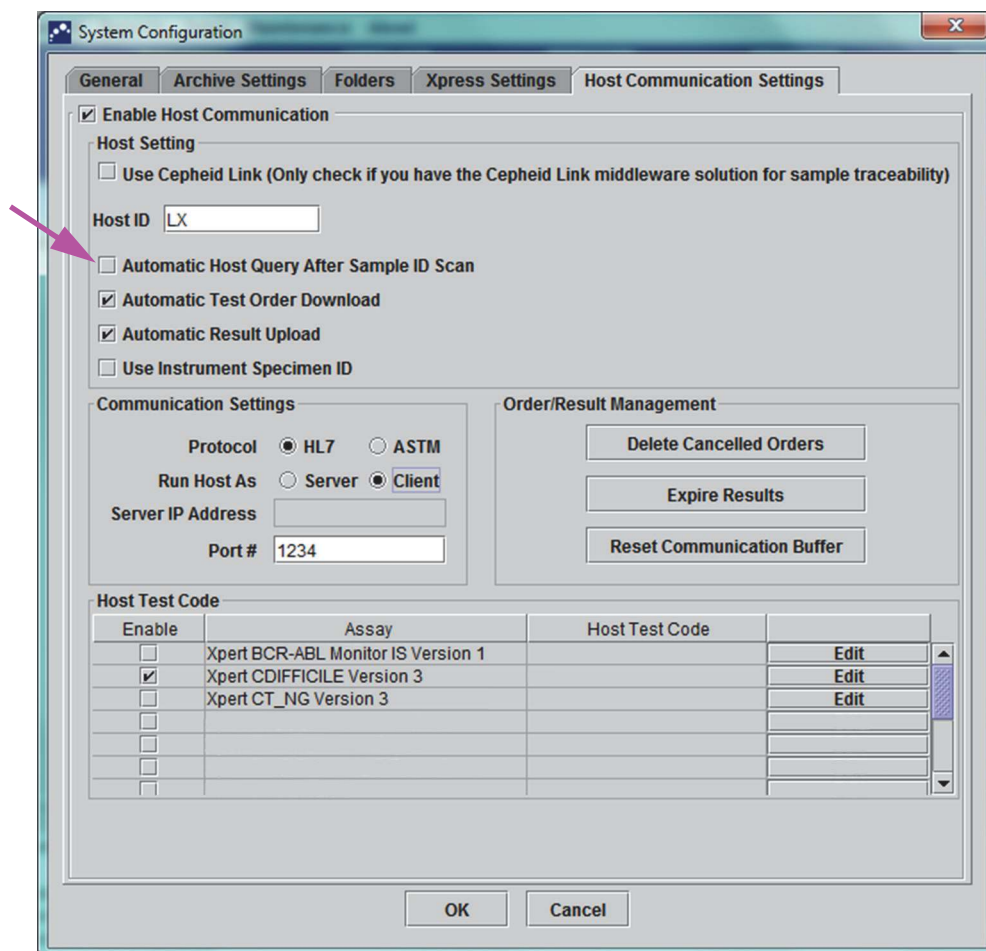 System Configuration
General Archive Settings Folders Xpress Settings Host Communication Settings
Enable Host Communication
Host Setting
Use Cepheid Link (Only check if you have the Cepheid Link middleware solution for sample traceability)
Host ID LX
Automatic Host Query After Sample ID Scan
Automatic Test Order Download
Automatic Result Upload
Use Instrument Specimen ID
Communication Settings
Protocol HL7 ASTM
Run Host As Server Client
Server IP Address
Port # 1234
Order/Result Management
Delete Cancelled Orders
Expire Results
Reset Communication Buffer
Host Test Code
Enable Assay Host Test Code
Xpert BCR-ABL Monitor IS Version 1 Edit
Xpert CDIFFICILE Version 3 Edit
Xpert CT_NG Version 3 Edit
OK Cancel